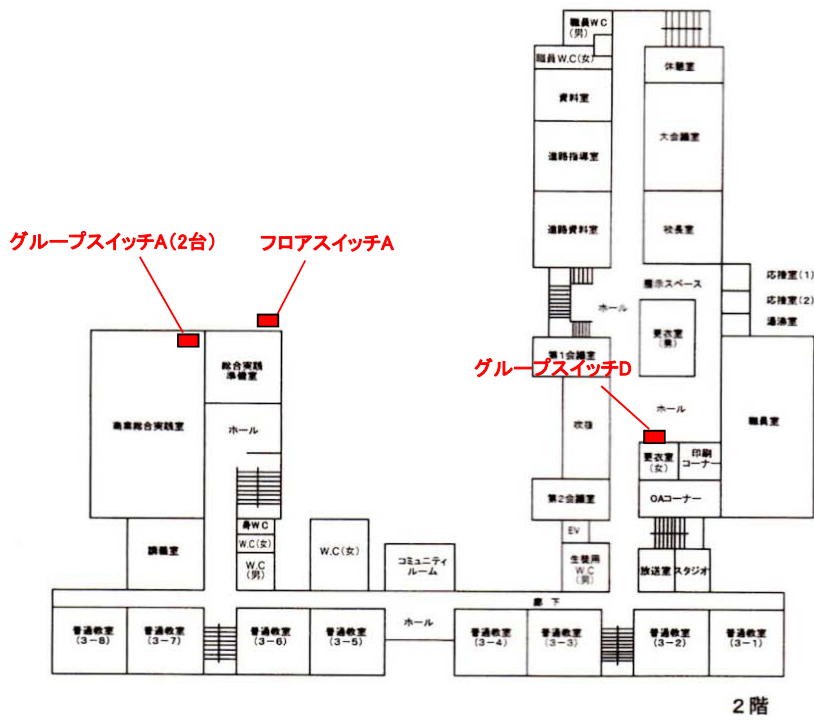 職員WC
(男)
職員W.C(女)
休憩室
資料室
大会議室
進路指導室
グループスイッチA(2台)
フロアスイッチA
進路資料室
校長室
展示スペース
応接室(1)
ホール
応接室(2)
湯沸室
更衣室
(男)
第1会議室
グループスイッチD
総合実践
準備室
商業総合実践室
ホール
ホール
職員室
吹抜
更衣室
(女)
印刷
コーナー
第2会議室
OAコーナー
身WC
W.C(女)
W.C
(男)
講義室
W.C(女)
コミュニティ
ルーム
EV
生徒用
W.C
(男)
放送室
スタジオ
廊下
ホール
普通教室
(3-8)
普通教室
(3-7)
普通教室
(3-6)
普通教室
(3-5)
普通教室
(3-4)
普通教室
(3-3)
普通教室
(3-2)
普通教室
(3-1)
2階